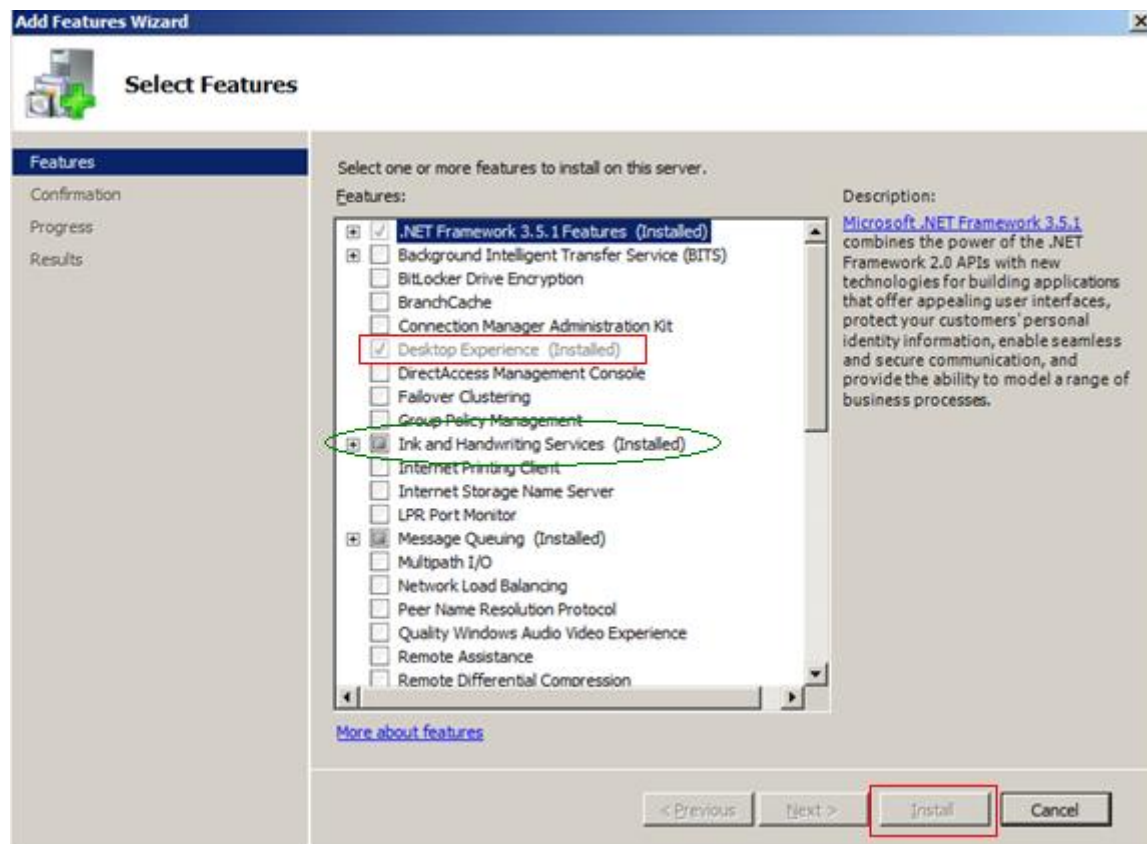 Add Features Wizard
Select Features
Features
Confirmation
Progress
Results
Select one or more features to install on this server.
Features:
.NET Framework 3.5.1 Features (Installed)
Background Intelligent Transfer Service (BITS)
BitLocker Drive Encryption
BranchCache
Connection Manager Administration Kit
Desktop Experience (Installed)
DirectAccess Management Console
Failover Clustering
Group Policy Management
Ink and Handwriting Services (Installed)
Internet Printing Client
Internet Storage Name Server
LPR Port Monitor
Message Queuing (Installed)
Multipath I/O
Network Load Balancing
Peer Name Resolution Protocol
Quality Windows Audio Video Experience
Remote Assistance
Remote Differential Compression
More about features
Description:
Microsoft .NET Framework 3.5.1
combines the power of the .NET
Framework 2.0 APIs with new
technologies for building applications
that offer appealing user interfaces,
protect your customers' personal
identity information, enable seamless
and secure communication, and
provide the ability to model a range of
business processes.
< Previous
Next >
Install
Cancel